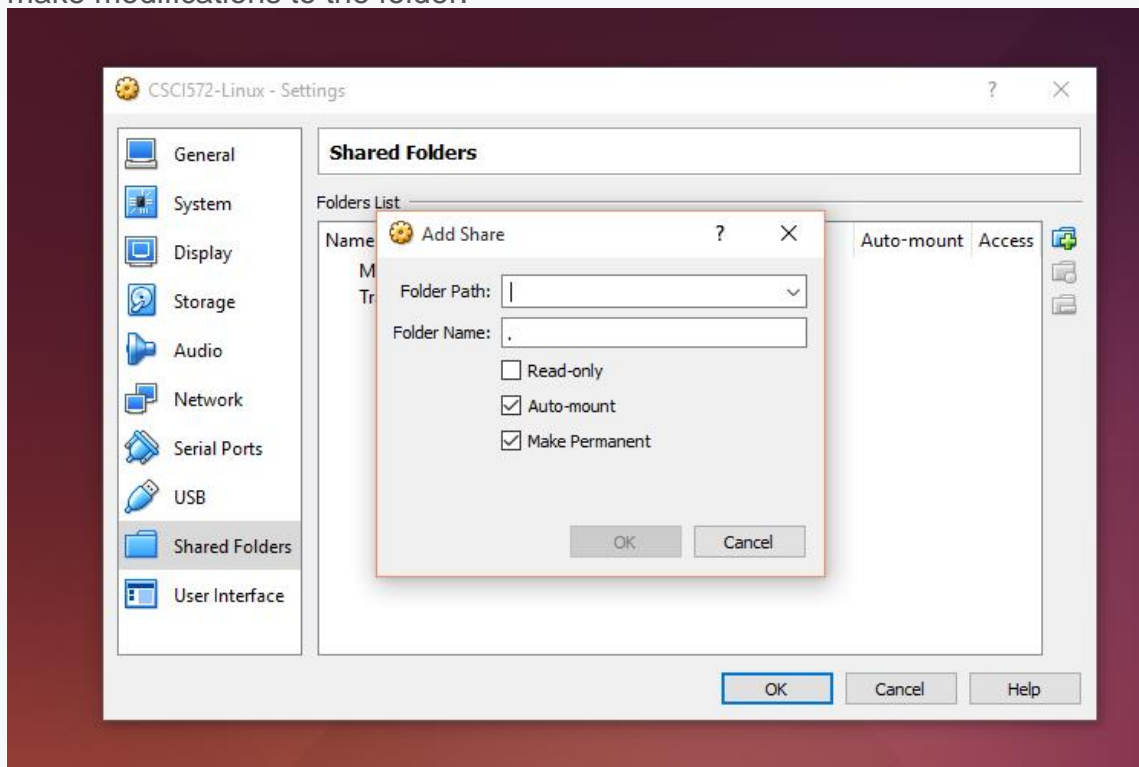 make modifications to the folder.
CSCI572-Linux - Settings
?
General
System
Display
Storage
Audio
Network
Serial Ports
USB
Shared Folders
User Interface
Shared Folders
Folders List
Name
Auto-mount
Access
M
Tr
Add Share
?
Folder Path:
Folder Name: .
Read-only
Auto-mount
Make Permanent
OK
Cancel
OK
Cancel
Help